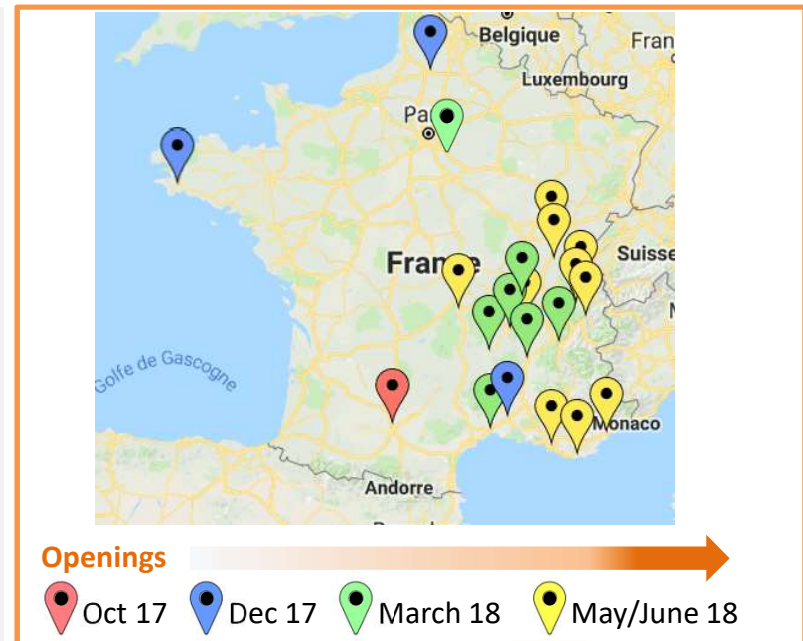 Belgique
Fran
Luxembourg
Pa
France
Suisse
Golfe de Gascogne
Monaco
Andorre
Openings
Oct 17 Dec 17 March 18 May/June 18